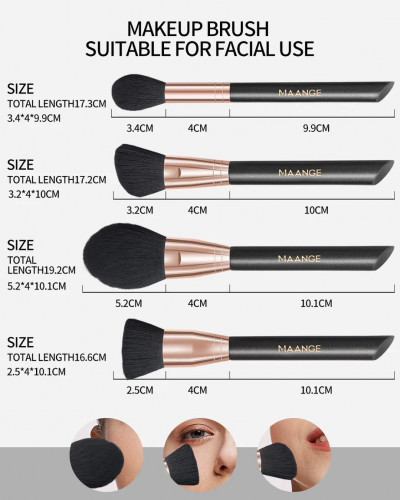 MAKEUP BRUSH
SUITABLE FOR FACIAL USE
SIZE
TOTAL LENGTH17.3CM
3.4*4*9.9CM
MAANGE
3.4CM 4CM 9.9CM
SIZE
TOTAL LENGTH17.2CM
3.2*4*10CM
MAANGE
3.2CM 4CM 10CM
SIZE
TOTAL
LENGTH19.2CM
5.2*4*10.1CM
MAANGE
5.2CM 4CM 10.1CM
SIZE
TOTAL LENGTH16.6CM
2.5*4*10.1CM
MAANGE
2.5CM 4CM 10.1CM